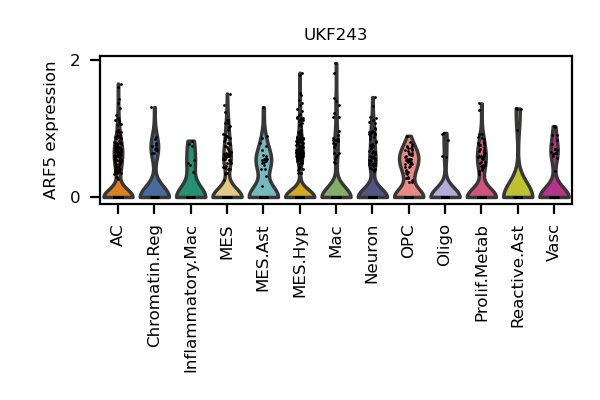 UKF243
ARF5 expression
2
0
AC
Chromatin.Reg
Inflammatory.Mac
MES
MES.Ast
MES.Hyp
Mac
Neuron
OPC
Oligo
Prolif.Metab
Reactive.Ast
Vasc